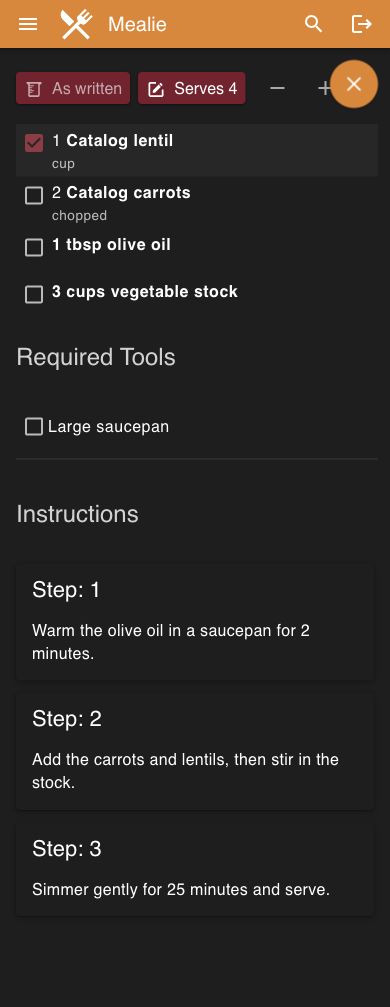 Mealie
As written
Serves 4
1 Catalog lentil
cup
2 Catalog carrots
chopped
1 tbsp olive oil
3 cups vegetable stock
Required Tools
Large saucepan
Instructions
Step: 1
Warm the olive oil in a saucepan for 2
minutes.
Step: 2
Add the carrots and lentils, then stir in the
stock.
Step: 3
Simmer gently for 25 minutes and serve.